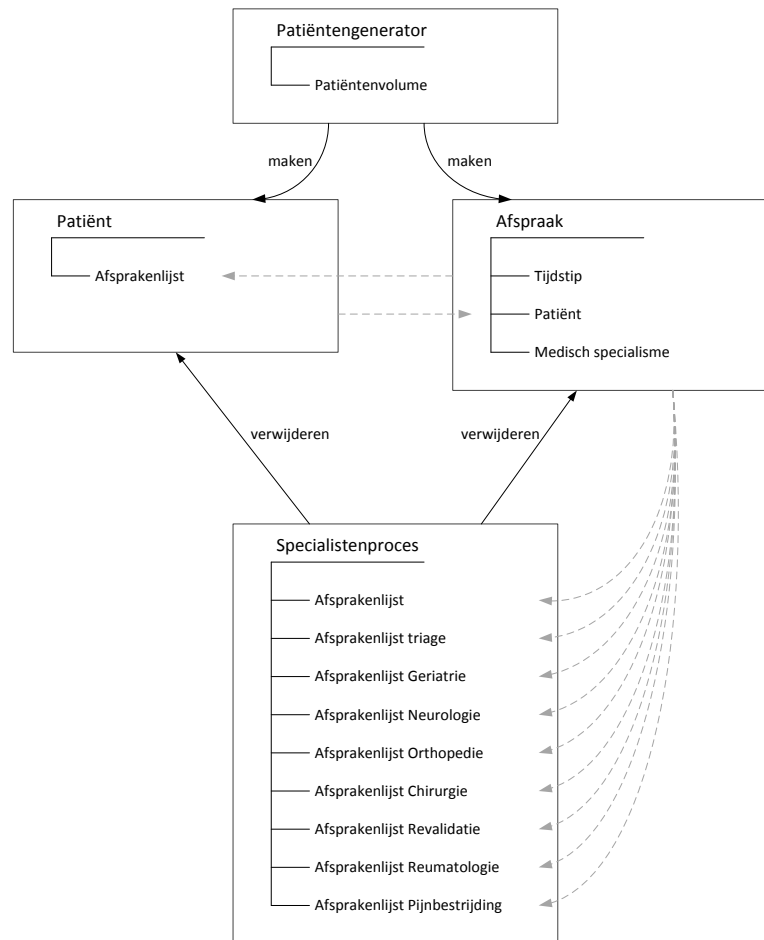 Patiëntengenerator
Patiëntenvolume
maken
maken
Patiënt
Afsprakenlijst
Afspraak
Tijdstip
Patiënt
Medisch specialisme
verwijderen
verwijderen
Specialistenproces
Afsprakenlijst
Afsprakenlijst triage
Afsprakenlijst Geriatrie
Afsprakenlijst Neurologie
Afsprakenlijst Orthopedie
Afsprakenlijst Chirurgie
Afsprakenlijst Revalidatie
Afsprakenlijst Reumatologie
Afsprakenlijst Pijnbestrijding